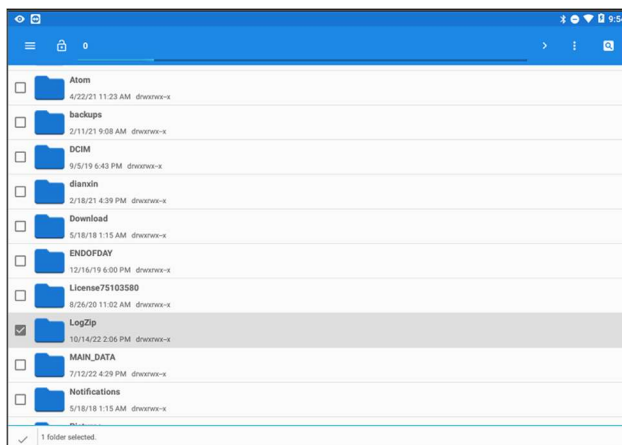 9:54
0
Atom
4/22/21 11:23 AM drwxrwx--x
backups
2/11/21 9:08 AM drwxrwx--x
DCIM
9/5/19 6:43 PM drwxrwx--x
dianxin
2/18/21 4:39 PM drwxrwx--x
Download
5/18/18 1:15 AM drwxrwx--x
ENDOFDAY
12/16/19 6:00 PM drwxrwx--x
License75103580
8/26/20 11:02 AM drwxrwx--x
LogZip
10/14/22 2:06 PM drwxrwx--x
MAIN_DATA
7/12/22 4:29 PM drwxrwx--x
Notifications
5/18/18 1:15 AM drwxrwx--x
1 folder selected.